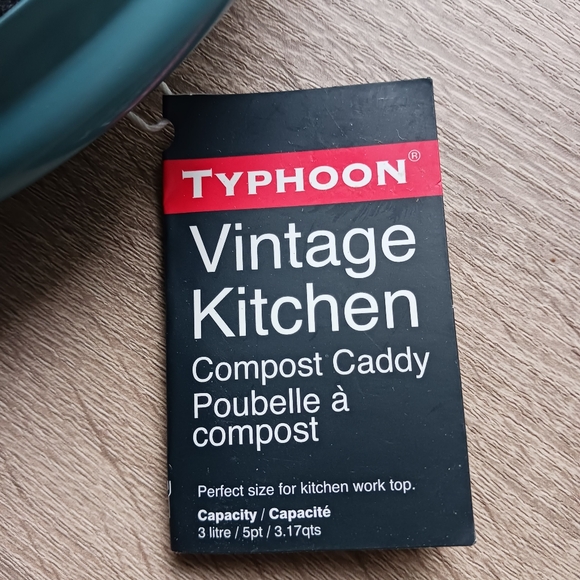 TYPHOON®
Vintage
Kitchen
Compost Caddy
Poubelle à
compost
Perfect size for kitchen work top.
Capacity / Capacité
3 litre / 5pt / 3.17qts